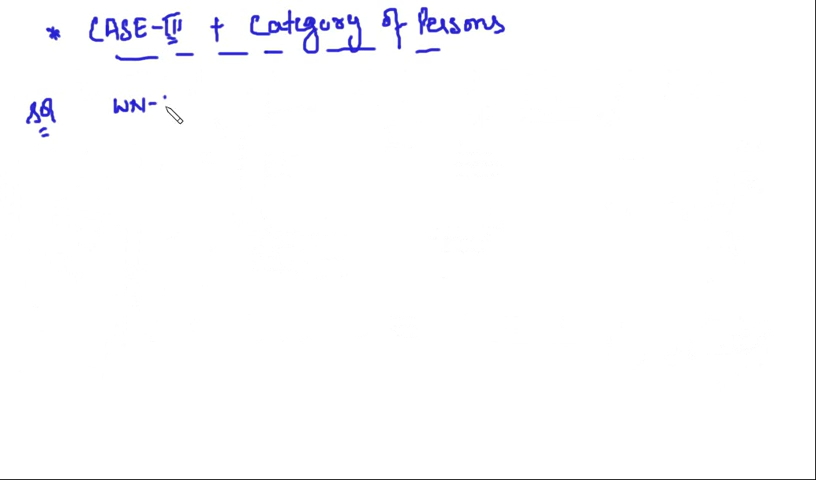 * CASE-III + Category of Persons
SQ WN-